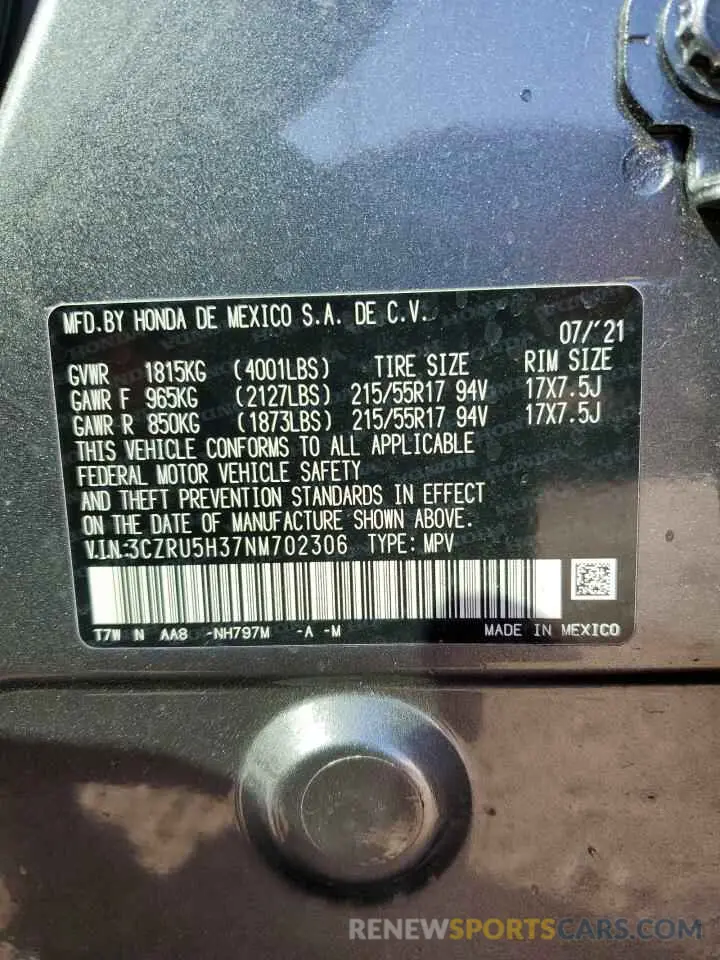 MFD.BY HONDA DE MEXICO S.A. DE C.V.
07/'21
GVWR 1815KG (4001LBS) TIRE SIZE RIM SIZE
GAWR F 965KG (2127LBS) 215/55R17 94V 17X7.5J
GAWR R 850KG (1873LBS) 215/55R17 94V 17X7.5J
THIS VEHICLE CONFORMS TO ALL APPLICABLE
FEDERAL MOTOR VEHICLE SAFETY
AND THEFT PREVENTION STANDARDS IN EFFECT
ON THE DATE OF MANUFACTURE SHOWN ABOVE.
V.I.N.:3CZRU5H37NM702306 TYPE: MPV
T7W N AA8 -NH797M -A -M MADE IN MEXICO
RENEWSPORTSCARS.COM